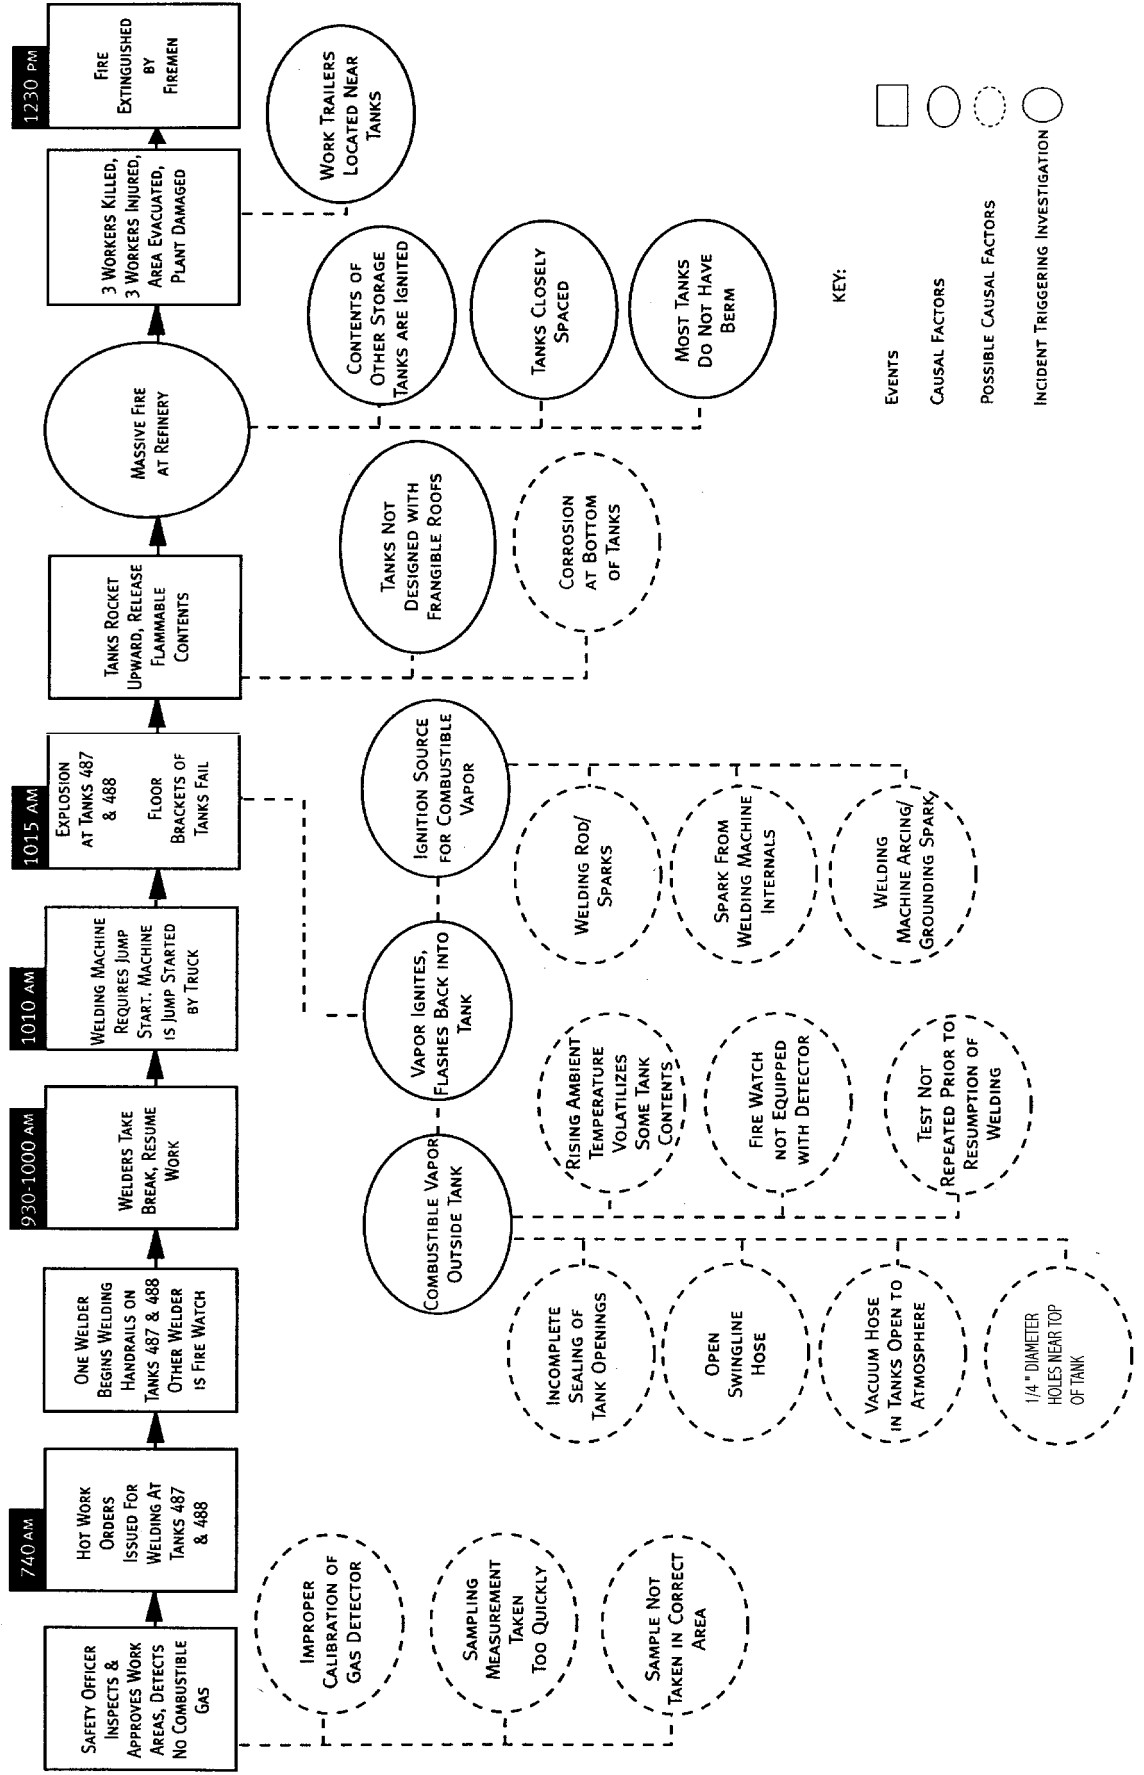 740 AM
930-1000 AM
1010 AM
1015 AM
1230 PM
SAFETY OFFICER
INSPECTS &
APPROVES WORK
AREAS, DETECTS
NO COMBUSTIBLE
GAS
HOT WORK
ORDERS
ISSUED FOR
WELDING AT
TANKS 487
& 488
ONE WELDER
BEGINS WELDING
HANDRAILS ON
TANKS 487 & 488
OTHER WELDER
IS FIRE WATCH
WELDERS TAKE
BREAK, RESUME
WORK
WELDING MACHINE
REQUIRES JUMP
START. MACHINE
IS JUMP STARTED
BY TRUCK
EXPLOSION
AT TANKS 487
& 488
FLOOR
BRACKETS OF
TANKS FAIL
TANKS ROCKET
UPWARD, RELEASE
FLAMMABLE
CONTENTS
MASSIVE FIRE
AT REFINERY
3 WORKERS KILLED,
3 WORKERS INJURED,
AREA EVACUATED,
PLANT DAMAGED
FIRE
EXTINGUISHED
BY
FIREMEN
IMPROPER
CALIBRATION OF
GAS DETECTOR
SAMPLING
MEASUREMENT
TAKEN
TOO QUICKLY
SAMPLE NOT
TAKEN IN CORRECT
AREA
COMBUSTIBLE VAPOR
OUTSIDE TANK
VAPOR IGNITES,
FLASHES BACK INTO
TANK
IGNITION SOURCE
FOR COMBUSTIBLE
VAPOR
INCOMPLETE
SEALING OF
TANK OPENINGS
OPEN
SWINGLINE
HOSE
VACUUM HOSE
IN TANKS OPEN TO
ATMOSPHERE
1/4 " DIAMETER
HOLES NEAR TOP
OF TANK
RISING AMBIENT
TEMPERATURE
VOLATILIZES
SOME TANK
CONTENTS
FIRE WATCH
NOT EQUIPPED
WITH DETECTOR
TEST NOT
REPEATED PRIOR TO
RESUMPTION OF
WELDING
WELDING ROD/
SPARKS
SPARK FROM
WELDING MACHINE
INTERNALS
WELDING
MACHINE ARCING/
GROUNDING SPARK
TANKS NOT
DESIGNED WITH
FRANGIBLE ROOFS
CORROSION
AT BOTTOM
OF TANKS
CONTENTS OF
OTHER STORAGE
TANKS ARE IGNITED
TANKS CLOSELY
SPACED
MOST TANKS
DO NOT HAVE
BERM
WORK TRAILERS
LOCATED NEAR
TANKS
KEY:
EVENTS
CAUSAL FACTORS
POSSIBLE CAUSAL FACTORS
INCIDENT TRIGGERING INVESTIGATION